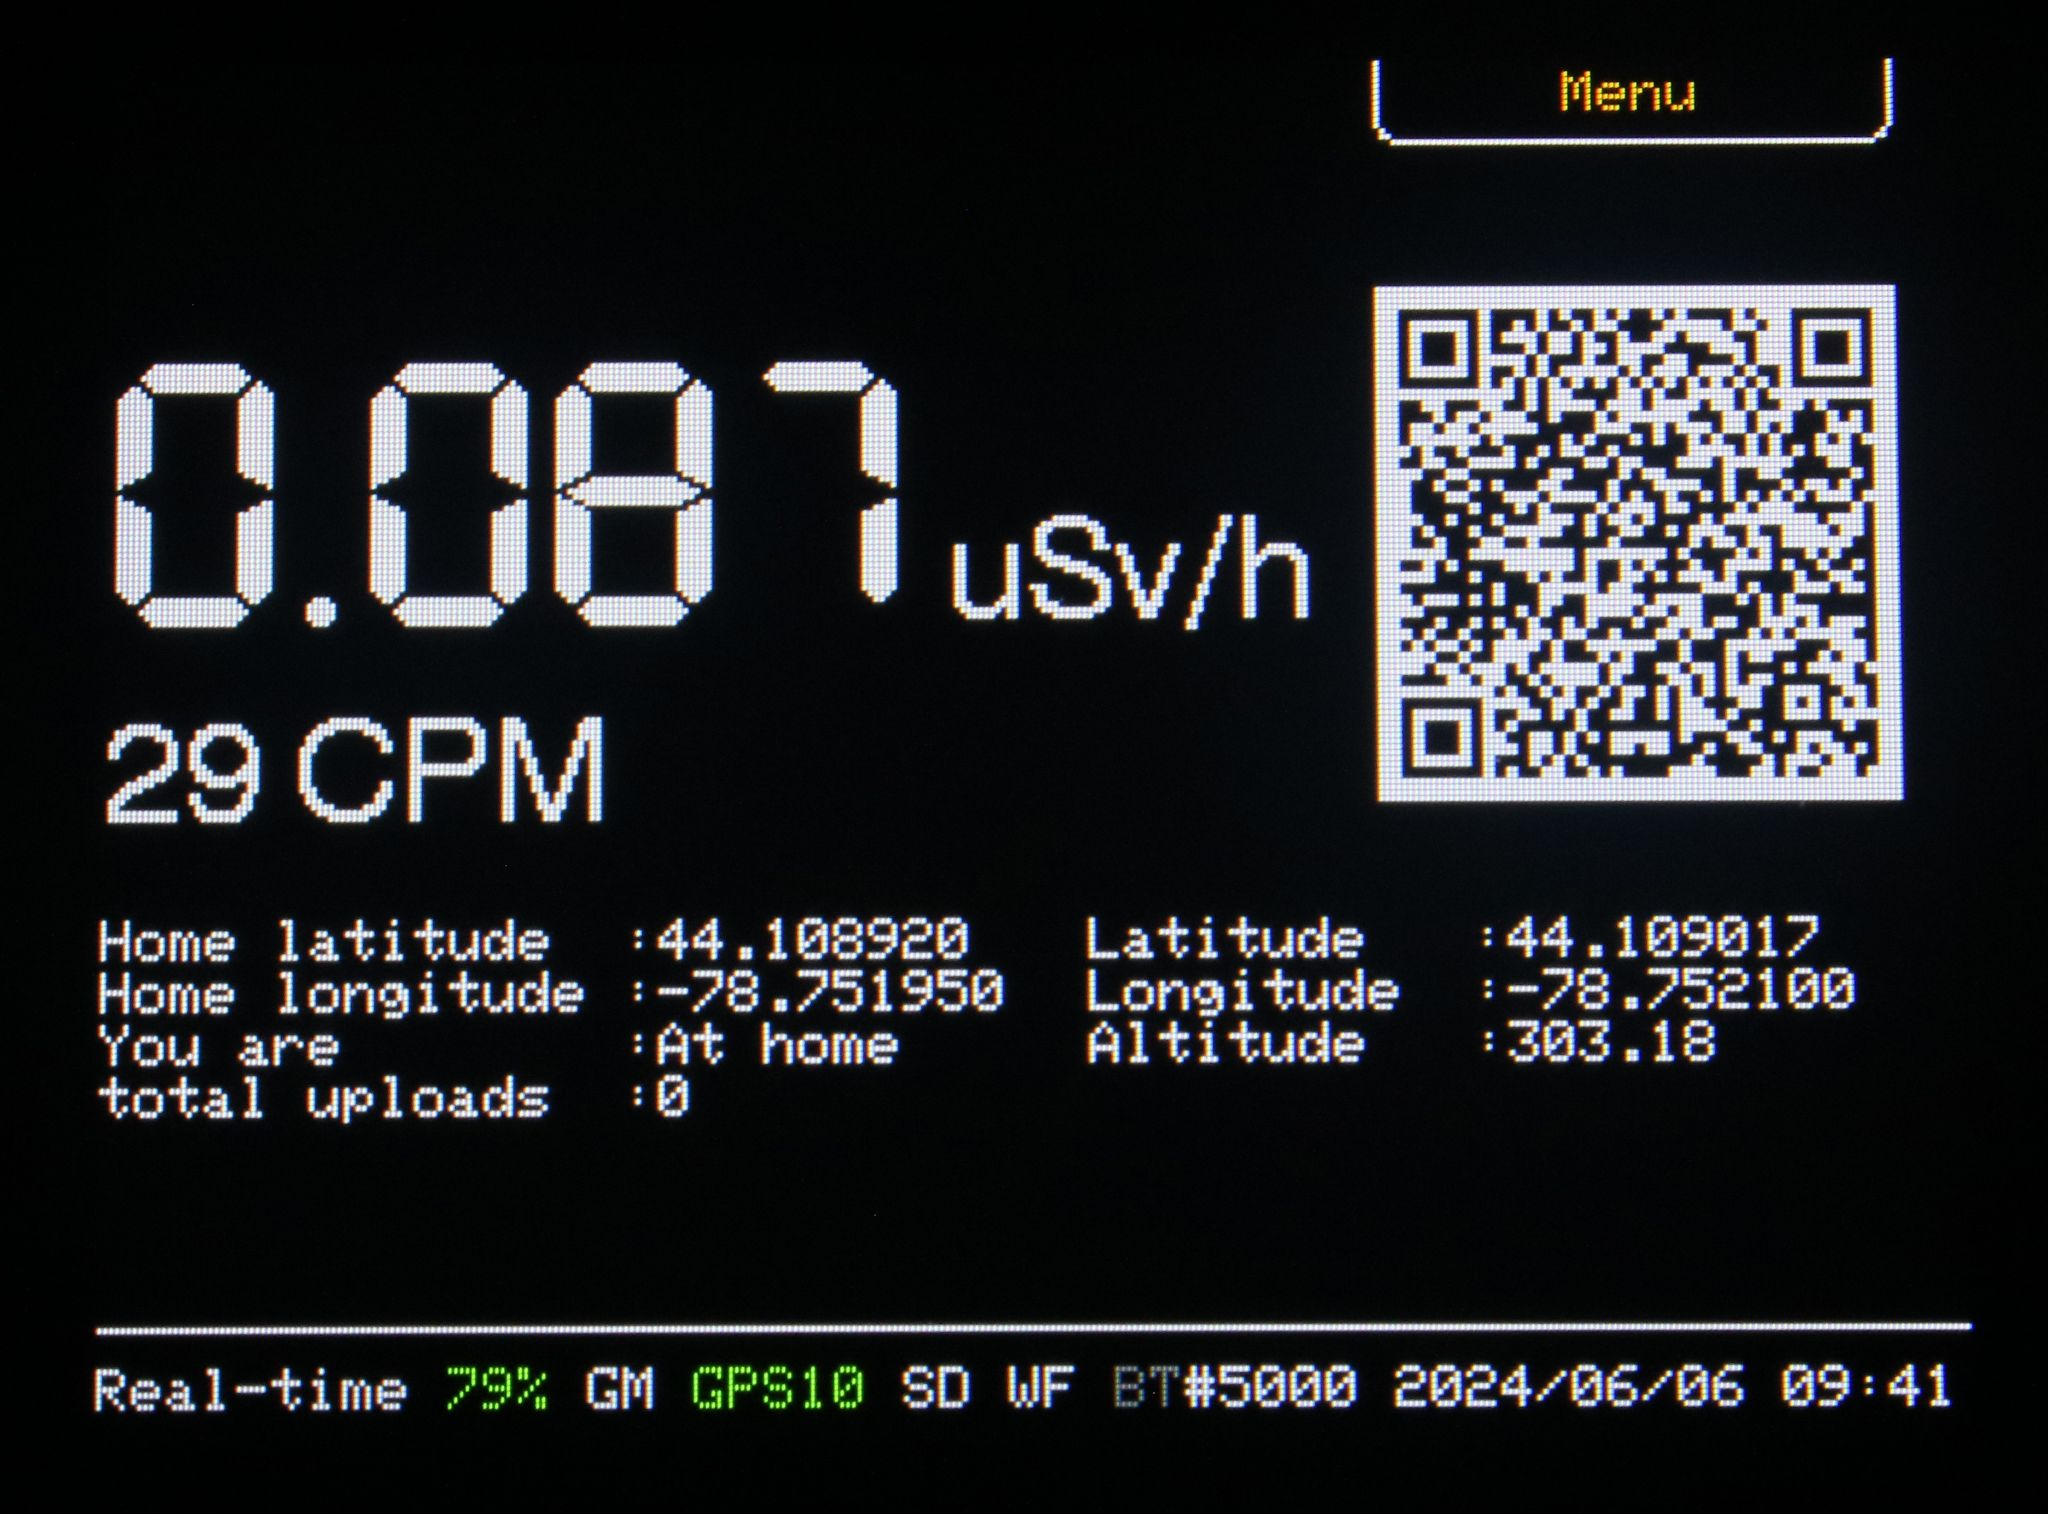 Menu
0.087 uSv/h
29 CPM
Home latitude :44.108920 Latitude :44.109017
Home longitude :-78.751950 Longitude :-78.752100
You are :At home Altitude :303.18
total uploads :0
Real-time 79% GM GPS10 SD WF BT#5000 2024/06/06 09:41